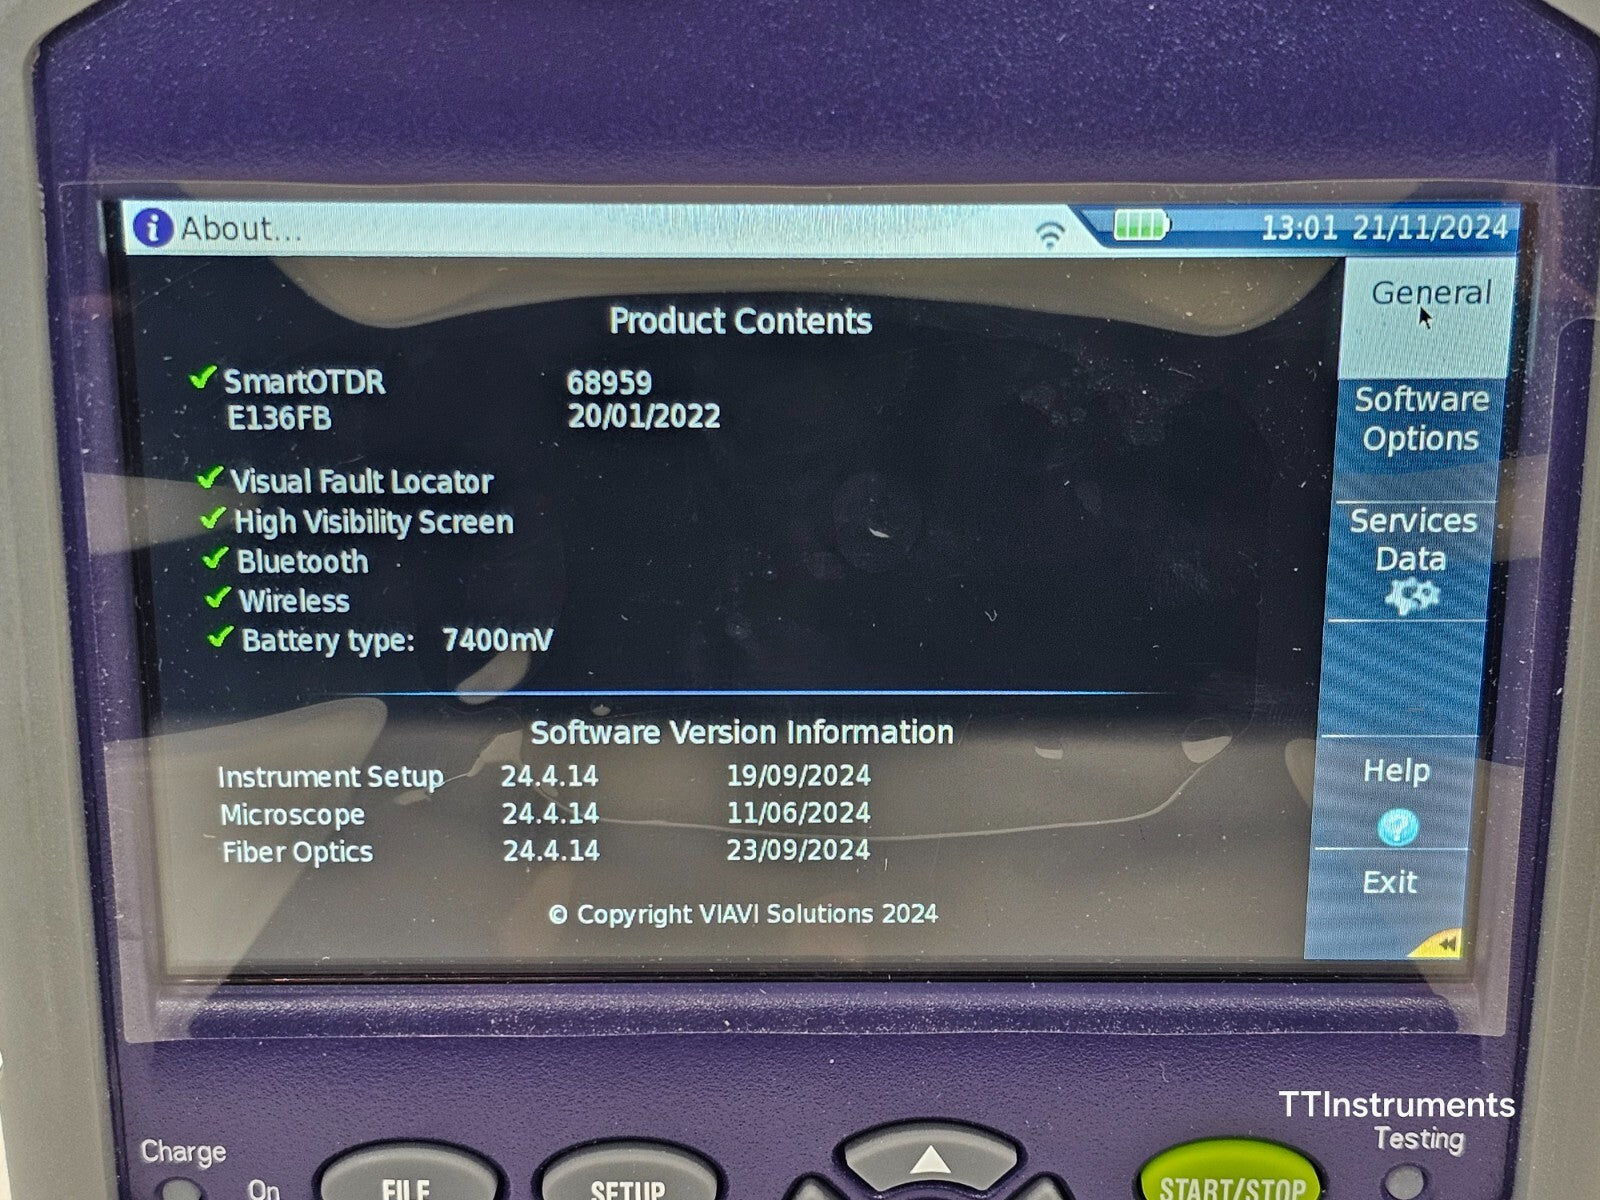 i About...
13:01 21/11/2024
Product Contents
SmartOTDR 68959
E136FB 20/01/2022
Visual Fault Locator
High Visibility Screen
Bluetooth
Wireless
Battery type: 7400mV
Software Version Information
Instrument Setup 24.4.14 19/09/2024
Microscope 24.4.14 11/06/2024
Fiber Optics 24.4.14 23/09/2024
© Copyright VIAVI Solutions 2024
General
Software
Options
Services
Data
Help
?
Exit
TTInstruments
Charge
Testing
On
FILE
SETUP
START/STOP